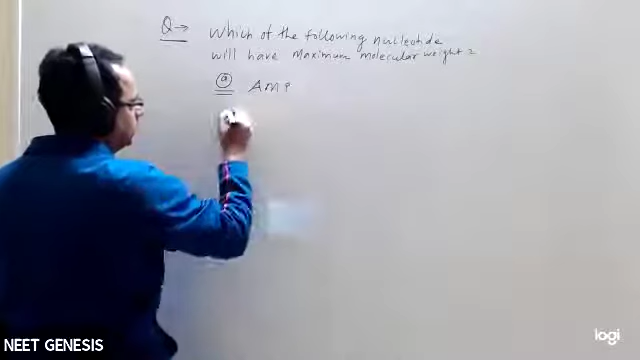 Q→ Which of the following nucleotide
will have Maximum molecular weight?
ⓐ AMP
NEET GENESIS
logi